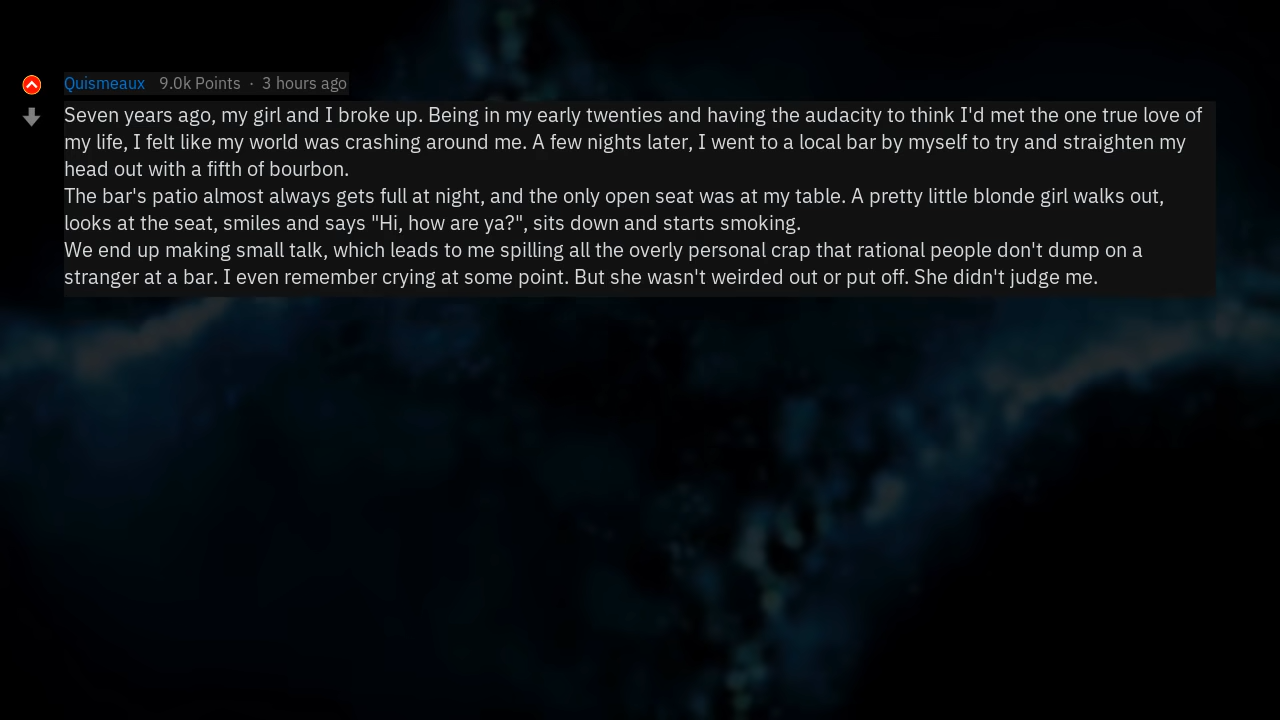 Quismeaux 9.0k Points · 3 hours ago
Seven years ago, my girl and I broke up. Being in my early twenties and having the audacity to think I'd met the one true love of
my life, I felt like my world was crashing around me. A few nights later, I went to a local bar by myself to try and straighten my
head out with a fifth of bourbon.
The bar's patio almost always gets full at night, and the only open seat was at my table. A pretty little blonde girl walks out,
looks at the seat, smiles and says "Hi, how are ya?", sits down and starts smoking.
We end up making small talk, which leads to me spilling all the overly personal crap that rational people don't dump on a
stranger at a bar. I even remember crying at some point. But she wasn't weirded out or put off. She didn't judge me.